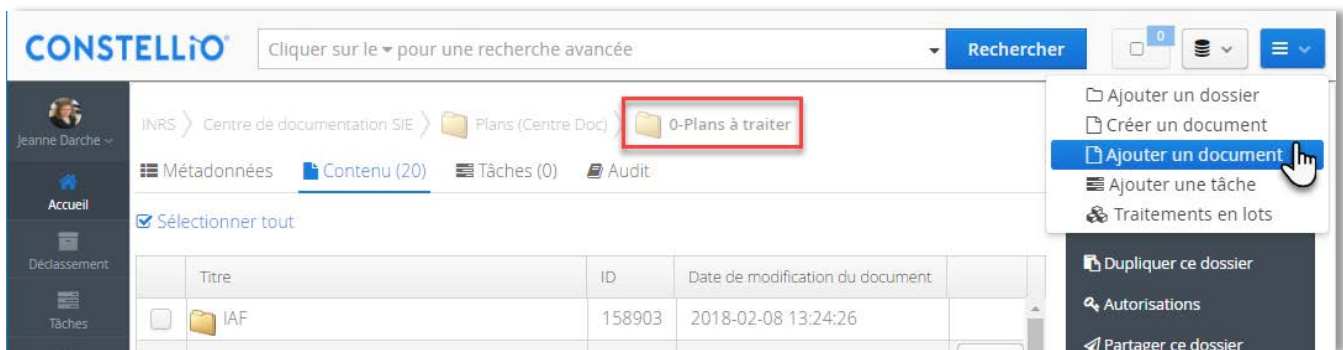 CONSTELLiO
Cliquer sur le ▾ pour une recherche avancée
Rechercher
0
Jeanne Darche
INRS > Centre de documentation SIE > Plans (Centre Doc) > 0-Plans à traiter
Métadonnées Contenu (20) Tâches (0) Audit
Accueil
Sélectionner tout
Déclassement
Tâches
Titre ID Date de modification du document
IAF 158903 2018-02-08 13:24:26
Ajouter un dossier
Créer un document
Ajouter un document
Ajouter une tâche
Traitements en lots
Dupliquer ce dossier
Autorisations
Partager ce dossier